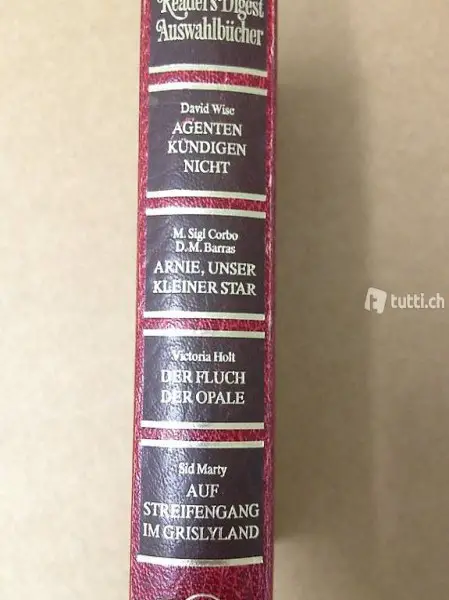 Reader's Digest
Auswahlbücher
David Wise
AGENTEN
KÜNDIGEN
NICHT
M. Sigl Corbo
D. M. Barras
ARNIE, UNSER
KLEINER STAR
Victoria Holt
DER FLUCH
DER OPALE
Sid Marty
AUF
STREIFENGANG
IM GRISLYLAND
tutti.ch